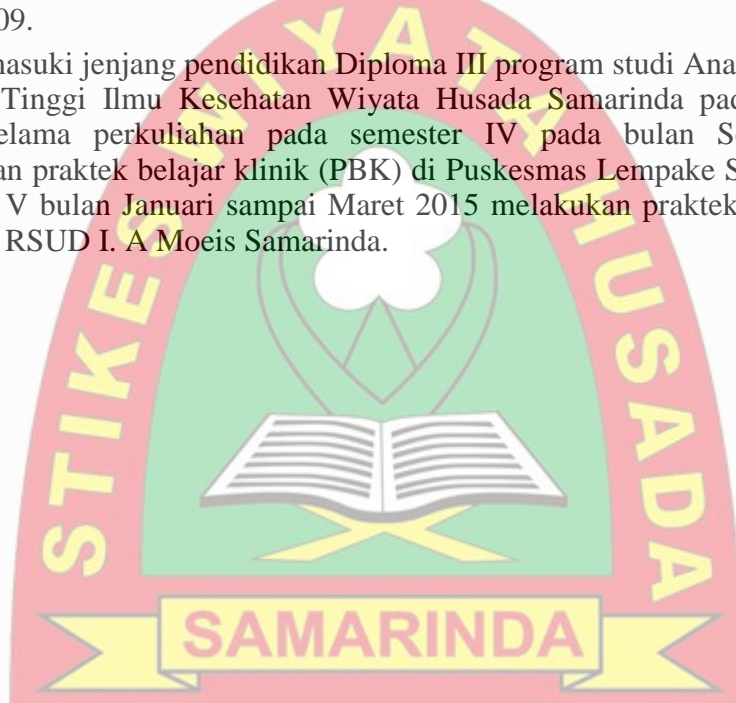 09.
masuki jenjang pendidikan Diploma III program studi Ana
Tinggi Ilmu Kesehatan Wiyata Husada Samarinda pad
elama perkuliahan pada semester IV pada bulan Se
an praktek belajar klinik (PBK) di Puskesmas Lempake S
V bulan Januari sampai Maret 2015 melakukan praktek
RSUD I. A Moeis Samarinda.
STIKES WIYATA HUSADA
SAMARINDA